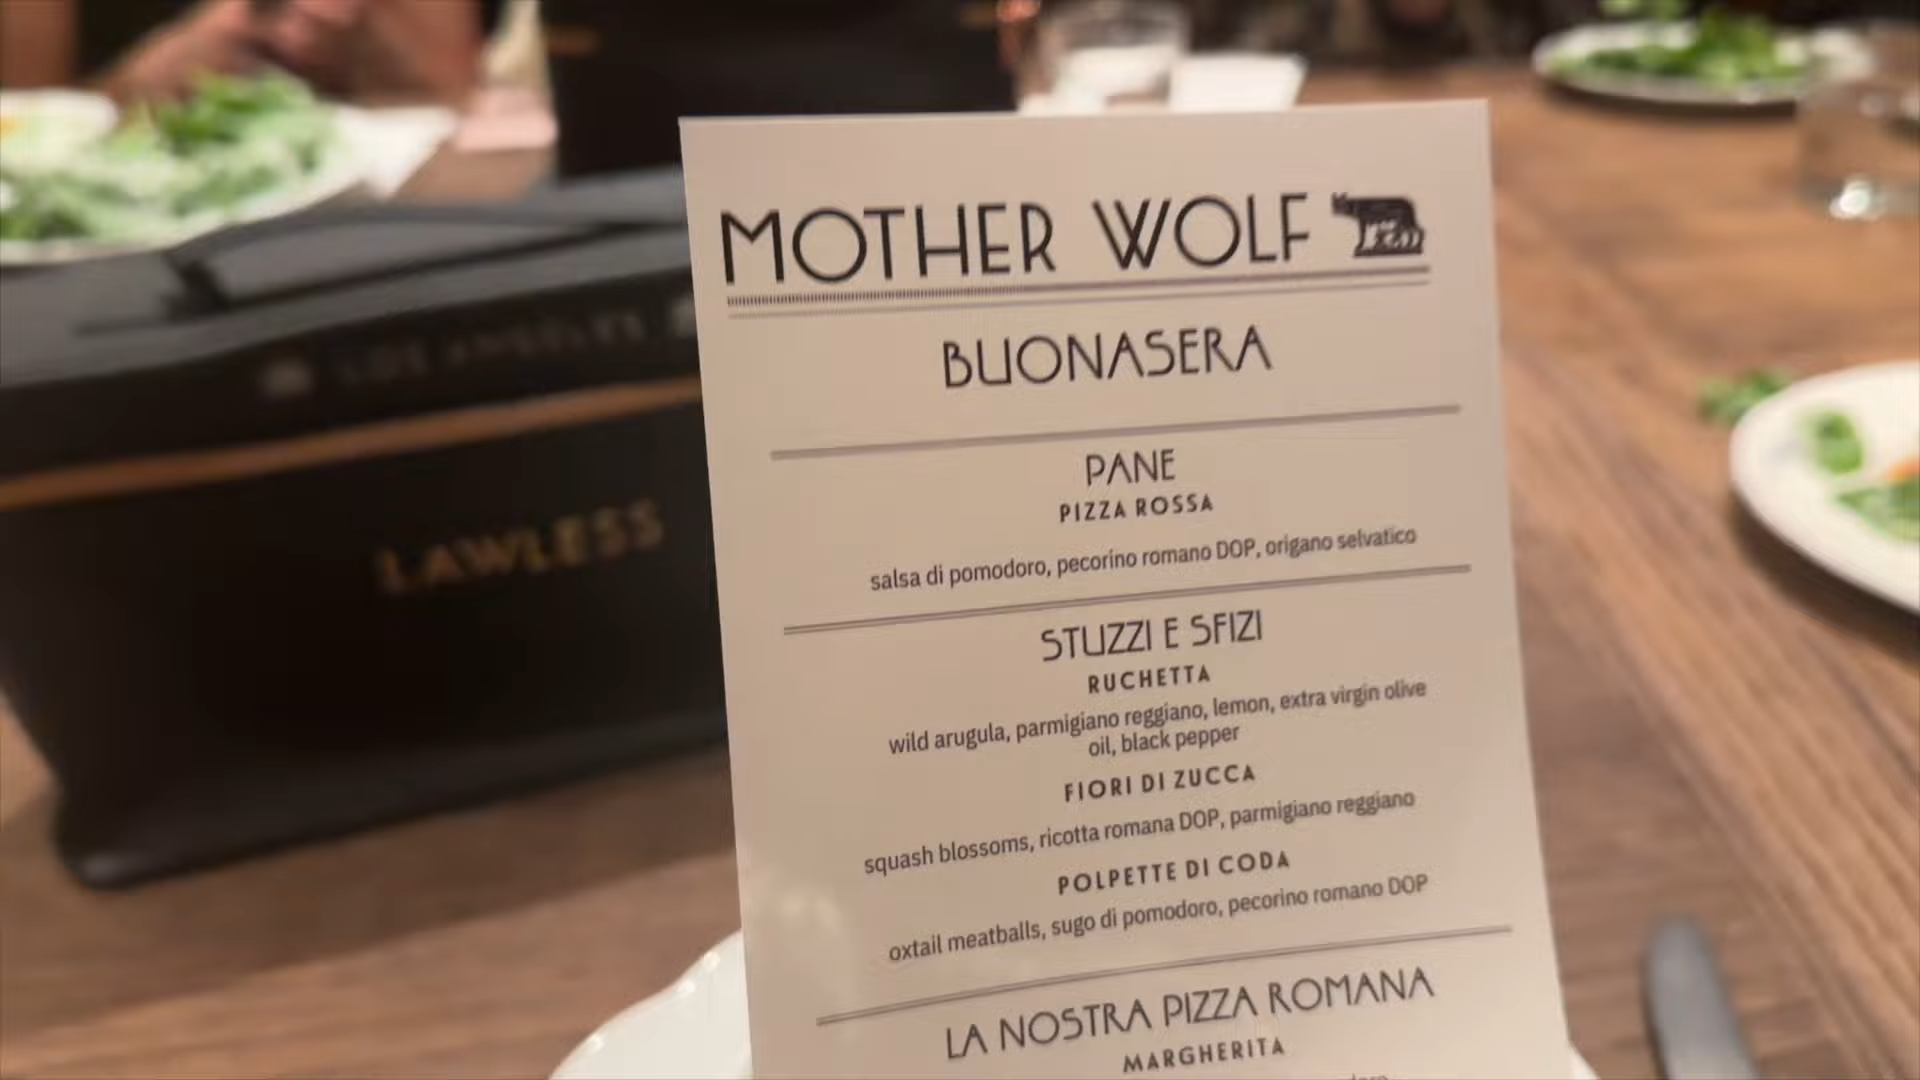 MOTHER WOLF
BUONASERA
PANE
PIZZA ROSSA
salsa di pomodoro, pecorino romano DOP, origano selvatico
STUZZI E SFIZI
RUCHETTA
wild arugula, parmigiano reggiano, lemon, extra virgin olive
oil, black pepper
FIORI DI ZUCCA
squash blossoms, ricotta romana DOP, parmigiano reggiano
POLPETTE DI CODA
oxtail meatballs, sugo di pomodoro, pecorino romano DOP
LA NOSTRA PIZZA ROMANA
MARGHERITA
LOS ANGELES
LAWLESS